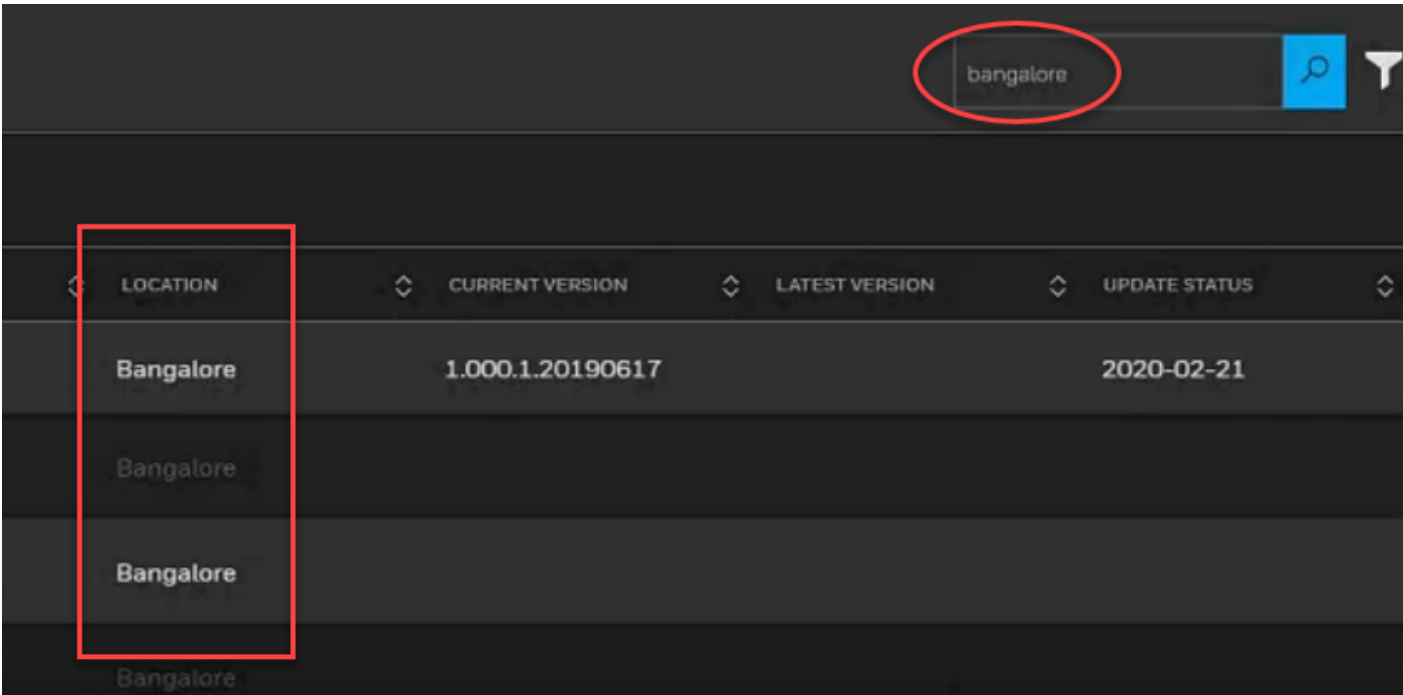 bangalore
LOCATION CURRENT VERSION LATEST VERSION UPDATE STATUS
Bangalore 1.000.1.20190617 2020-02-21
Bangalore
Bangalore
Bangalore